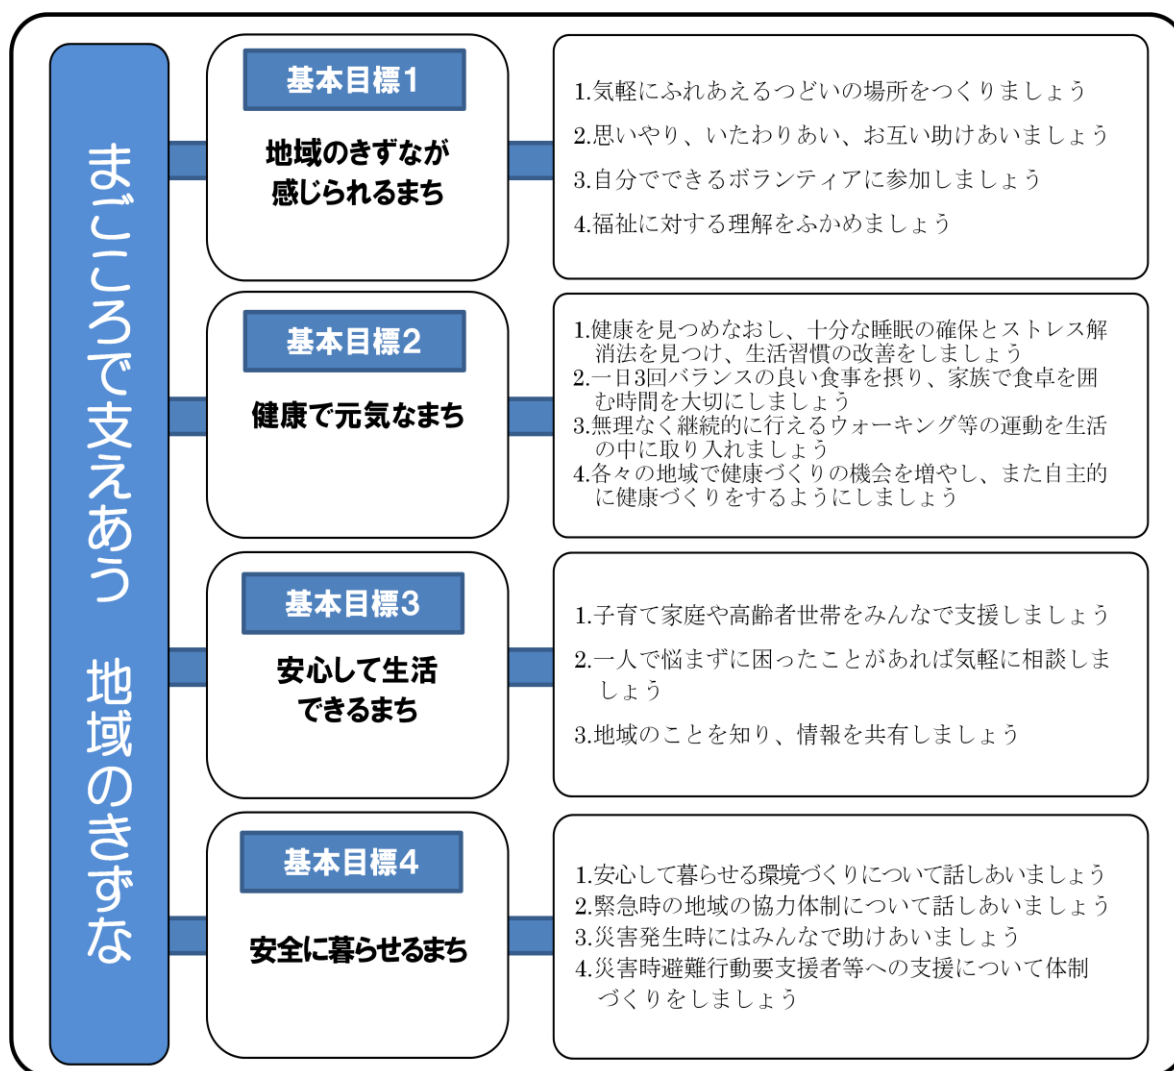 まごころで支えあう 地域のきずな
基本目標1
地域のきずなが
感じられるまち
1.気軽にふれあえるつどいの場所をつくりましょう
2.思いやり、いたわりあい、お互い助けあいましょう
3.自分でできるボランティアに参加しましょう
4.福祉に対する理解をふかめましょう
基本目標2
健康で元気なまち
1.健康を見つめなおし、十分な睡眠の確保とストレス解
消法を見つけ、生活習慣の改善をしましょう
2.一日3回バランスの良い食事を摂り、家族で食卓を囲
む時間を大切にしましょう
3.無理なく継続的に行えるウォーキング等の運動を生活
の中に取り入れましょう
4.各々の地域で健康づくりの機会を増やし、また自主的
に健康づくりをするようにしましょう
基本目標3
安心して生活
できるまち
1.子育て家庭や高齢者世帯をみんなで支援しましょう
2.一人で悩まずに困ったことがあれば気軽に相談しま
しょう
3.地域のことを知り、情報を共有しましょう
基本目標4
安全に暮らせるまち
1.安心して暮らせる環境づくりについて話しあいましょう
2.緊急時の地域の協力体制について話しあいましょう
3.災害発生時にはみんなで助けあいましょう
4.災害時避難行動要支援者等への支援について体制
づくりをしましょう